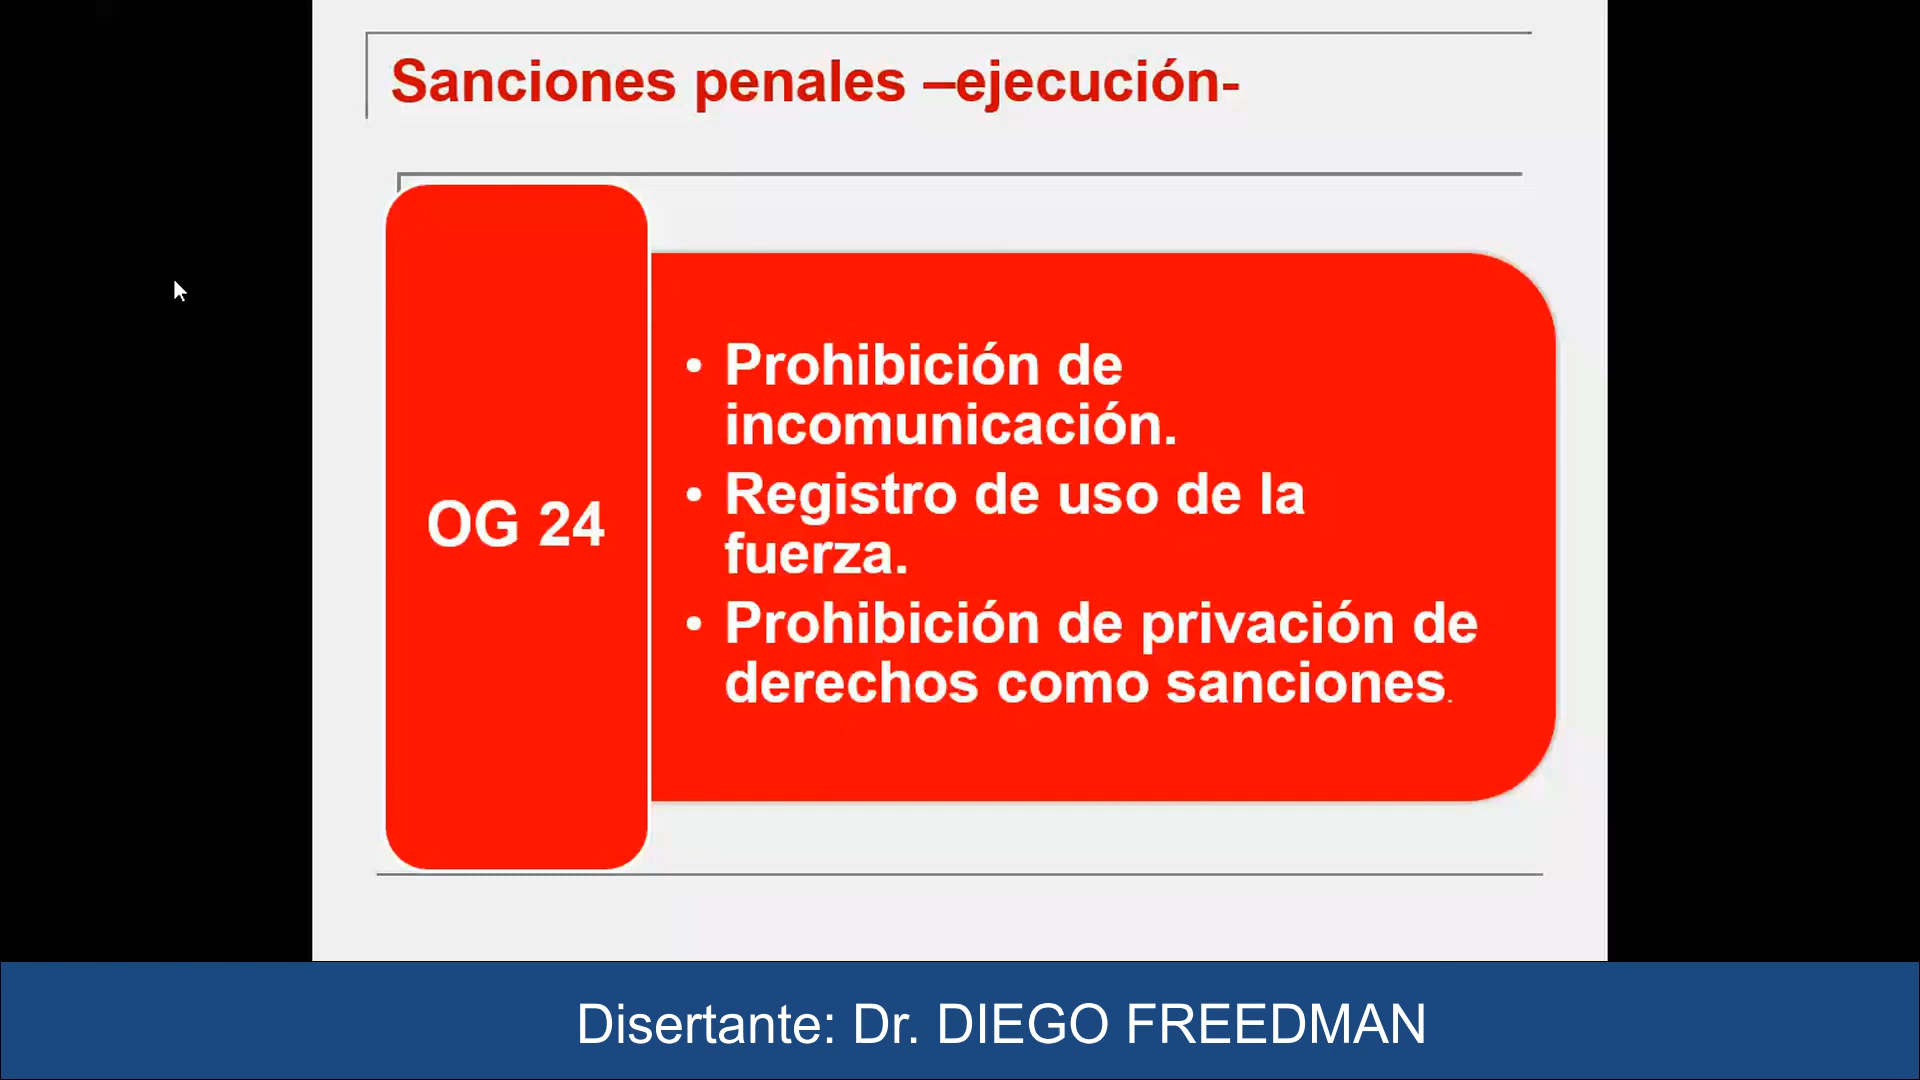 Sanciones penales –ejecución-
OG 24
• Prohibición de
incomunicación.
• Registro de uso de la
fuerza.
• Prohibición de privación de
derechos como sanciones.
Disertante: Dr. DIEGO FREEDMAN